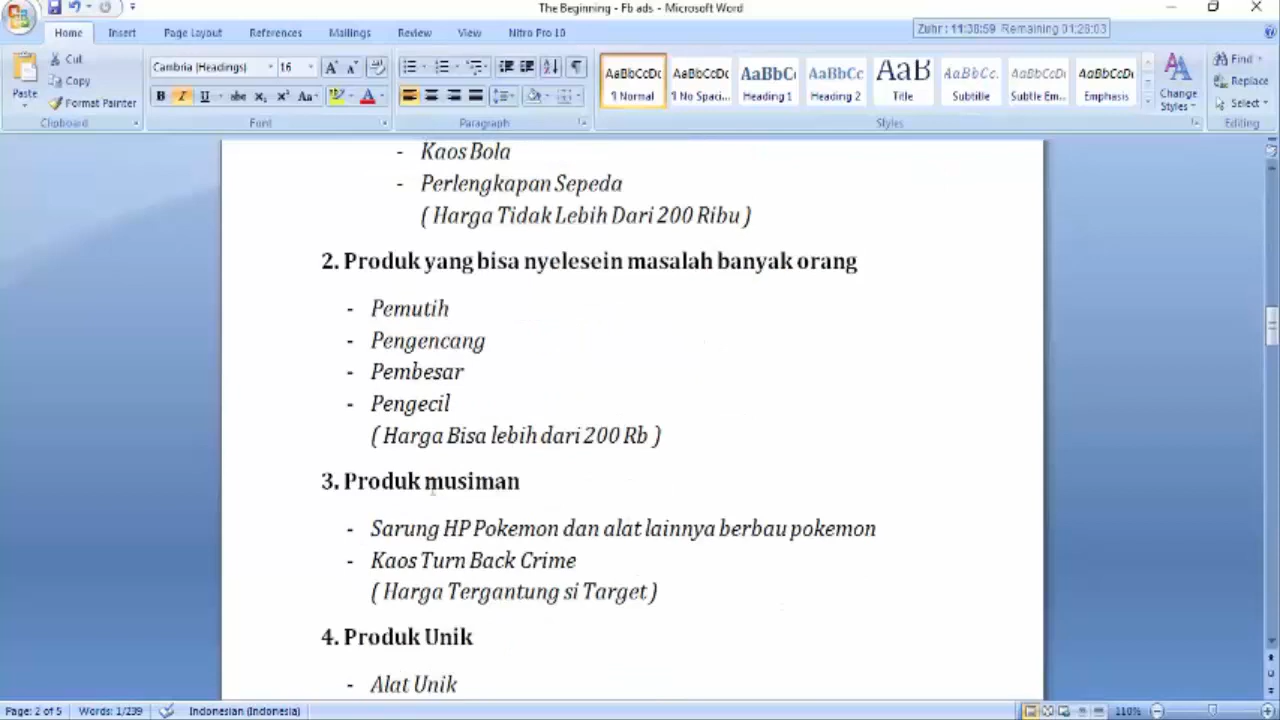 The Beginning - Fb ads - Microsoft Word
Zuhr : 11:38:59 Remaining 01:28:03
Home Insert Page Layout References Mailings Review View Nitro Pro 10
Paste
Cut
Copy
Format Painter
Clipboard
Cambria (Headings) 16
Font
Paragraph
AaBbCcDc AaBbCcDc AaBbC AaBbCc AaB AaBbCc. AaBbCcDc AaBbCcDc
¶ Normal ¶ No Spaci... Heading 1 Heading 2 Title Subtitle Subtle Em... Emphasis
Change Styles
Styles
Find
Replace
Select
Editing
- Kaos Bola
- Perlengkapan Sepeda
( Harga Tidak Lebih Dari 200 Ribu )
2. Produk yang bisa nyelesein masalah banyak orang
- Pemutih
- Pengencang
- Pembesar
- Pengecil
( Harga Bisa lebih dari 200 Rb )
3. Produk musiman
- Sarung HP Pokemon dan alat lainnya berbau pokemon
- Kaos Turn Back Crime
( Harga Tergantung si Target )
4. Produk Unik
- Alat Unik
Page: 2 of 5 Words: 1/239 Indonesian (Indonesia) 110%